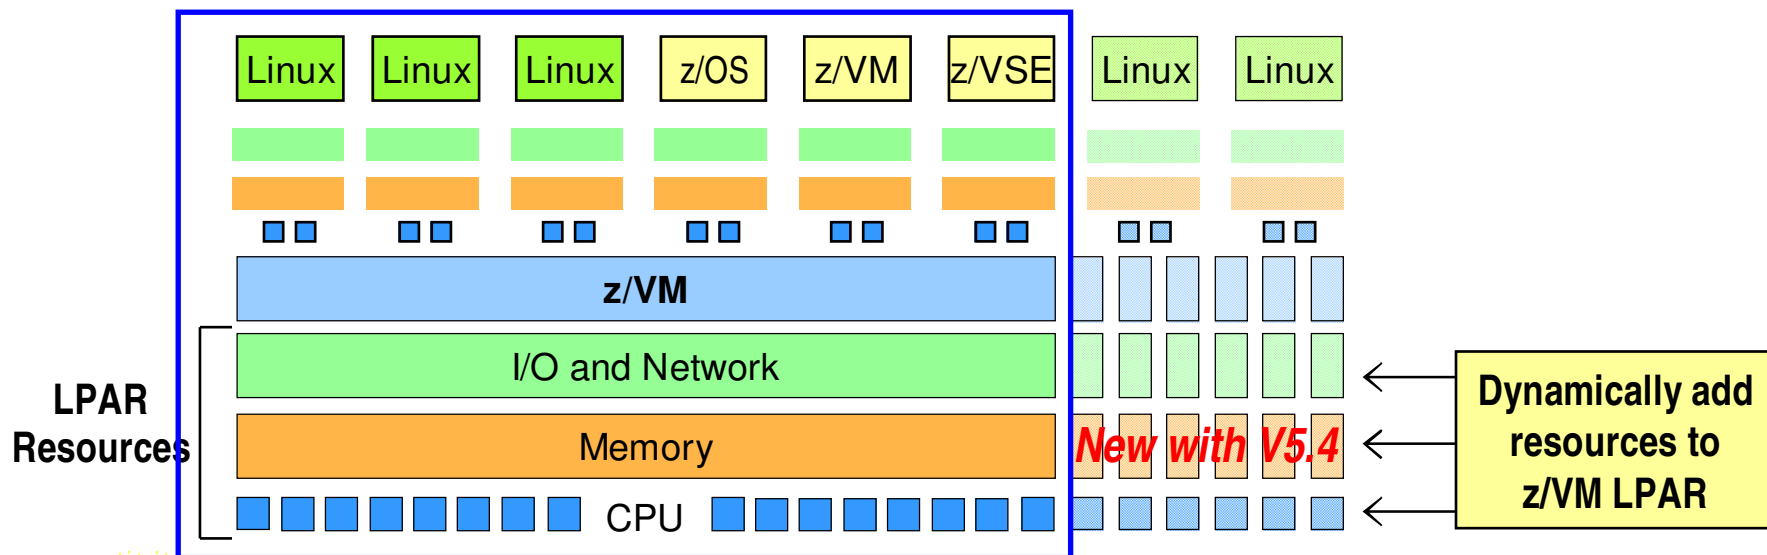 Linux Linux Linux z/OS z/VM z/VSE Linux Linux
z/VM
I/O and Network
LPAR
Resources
Memory
New with V5.4
CPU
Dynamically add
resources to
z/VM LPAR